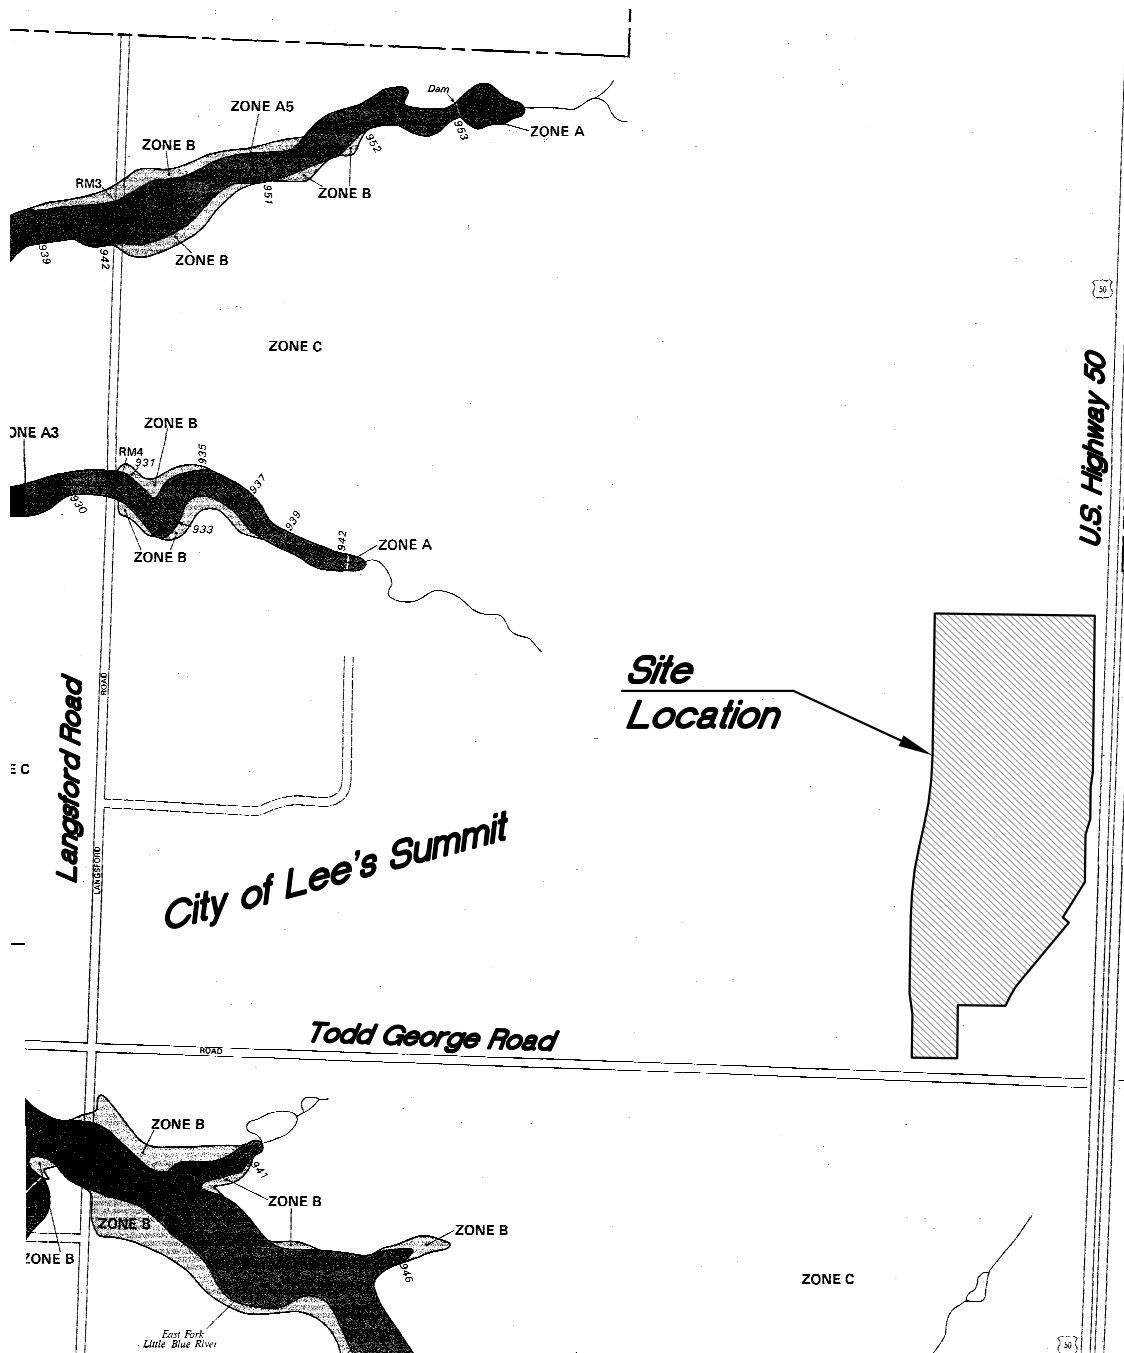 Dam
ZONE A5
ZONE A
953
952
ZONE B
RM3
951
ZONE B
939
942
ZONE B
50
ZONE C
U.S. Highway 50
ONE A3
ZONE B
RM4
931
935
937
930
933
939
942
ZONE A
ZONE B
Site
Location
ROAD
Langsford Road
E C
LANGSFORD
City of Lee's Summit
Todd George Road
ROAD
ZONE B
941
ZONE B
ZONE B
ZONE B
ZONE B
946
ZONE C
East Fork
Little Blue River
50